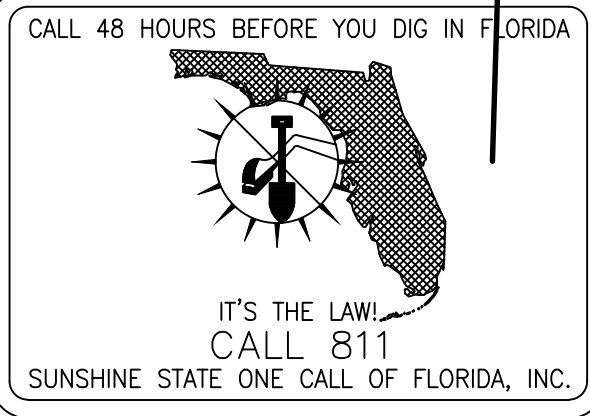 CALL 48 HOURS BEFORE YOU DIG IN FLORIDA
IT'S THE LAW!
CALL 811
SUNSHINE STATE ONE CALL OF FLORIDA, INC.